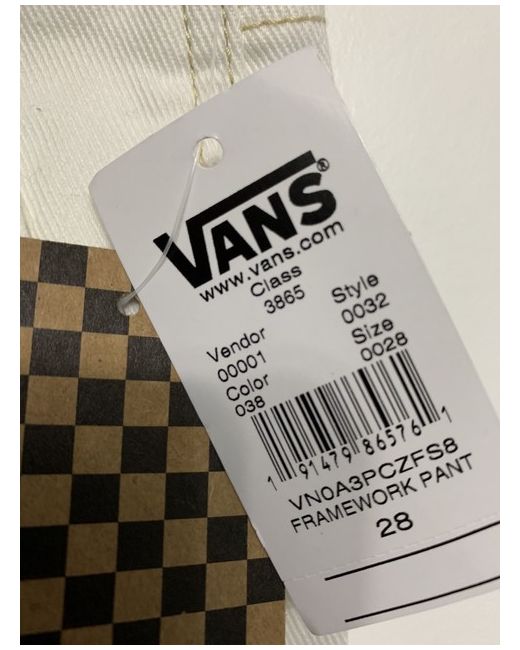 VANS®
www.vans.com
Class
3865
Vendor Style
00001 0032
Color Size
038 0028
1 91479 86576 1
VN0A3PCZFS8
FRAMEWORK PANT
28